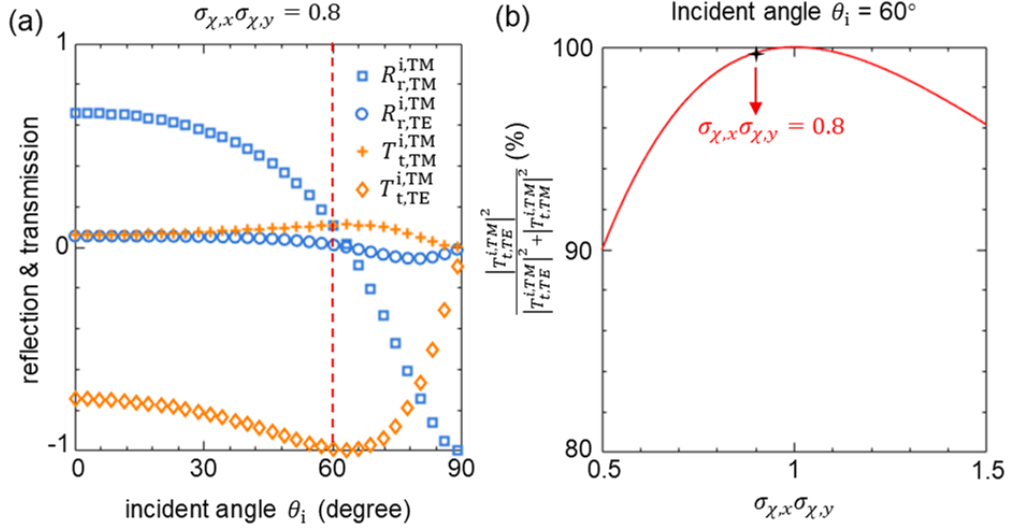 (a)
σχ,xσχ,y = 0.8
1
0
-1
reflection & transmission
R r,TM i,TM
R r,TE i,TM
T t,TM i,TM
T t,TE i,TM
0 30 60 90
incident angle θi (degree)
(b)
Incident angle θi = 60°
100
90
80
|T t,TE i,TM|² / |T t,TE i,TM|² + |T t,TM i,TM|² (%)
σχ,xσχ,y = 0.8
0.5 1 1.5
σχ,xσχ,y